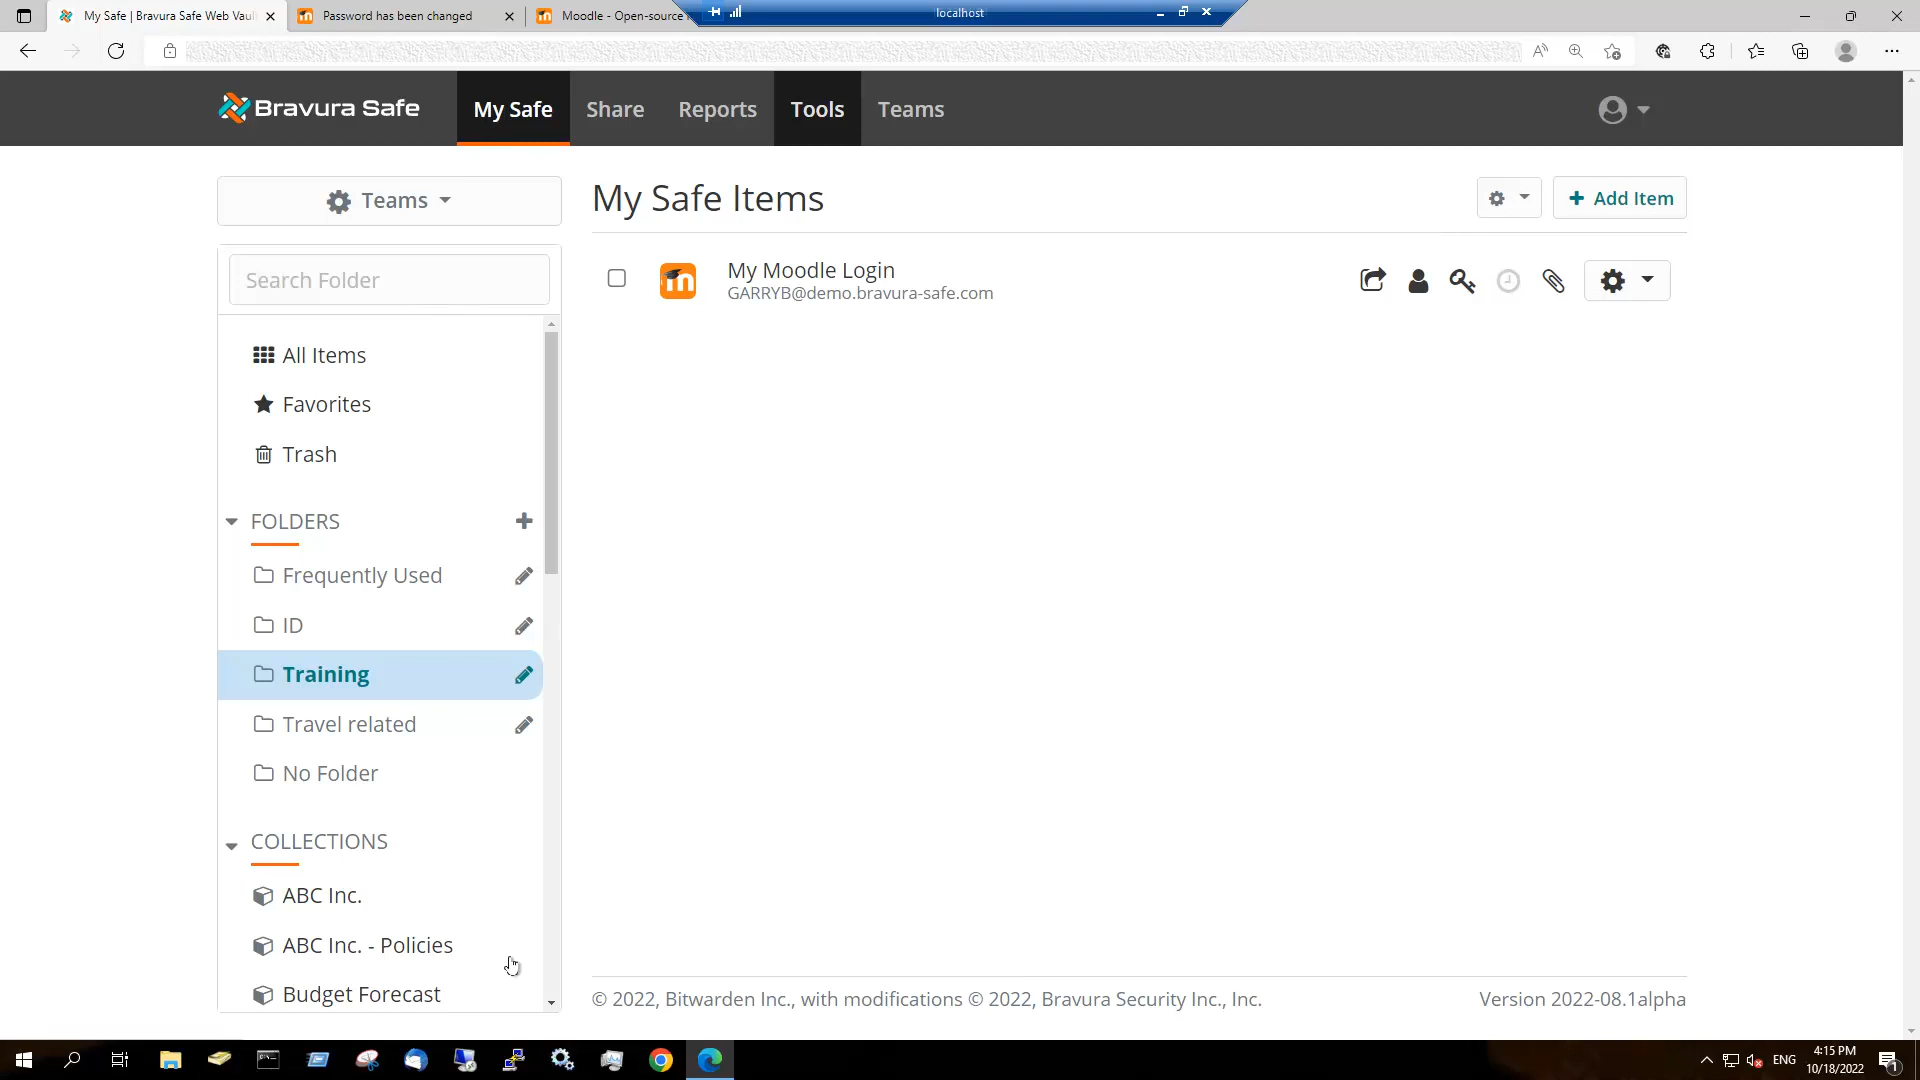 My Safe | Bravura Safe Web Vaul
Password has been changed
Moodle - Open-source
localhost
Bravura Safe
My Safe
Share
Reports
Tools
Teams
Teams
My Safe Items
Add Item
Search Folder
My Moodle Login
GARRYB@demo.bravura-safe.com
All Items
Favorites
Trash
FOLDERS
Frequently Used
ID
Training
Travel related
No Folder
COLLECTIONS
ABC Inc.
ABC Inc. - Policies
Budget Forecast
© 2022, Bitwarden Inc., with modifications © 2022, Bravura Security Inc., Inc.
Version 2022-08.1alpha
ENG
4:15 PM
10/18/2022
1